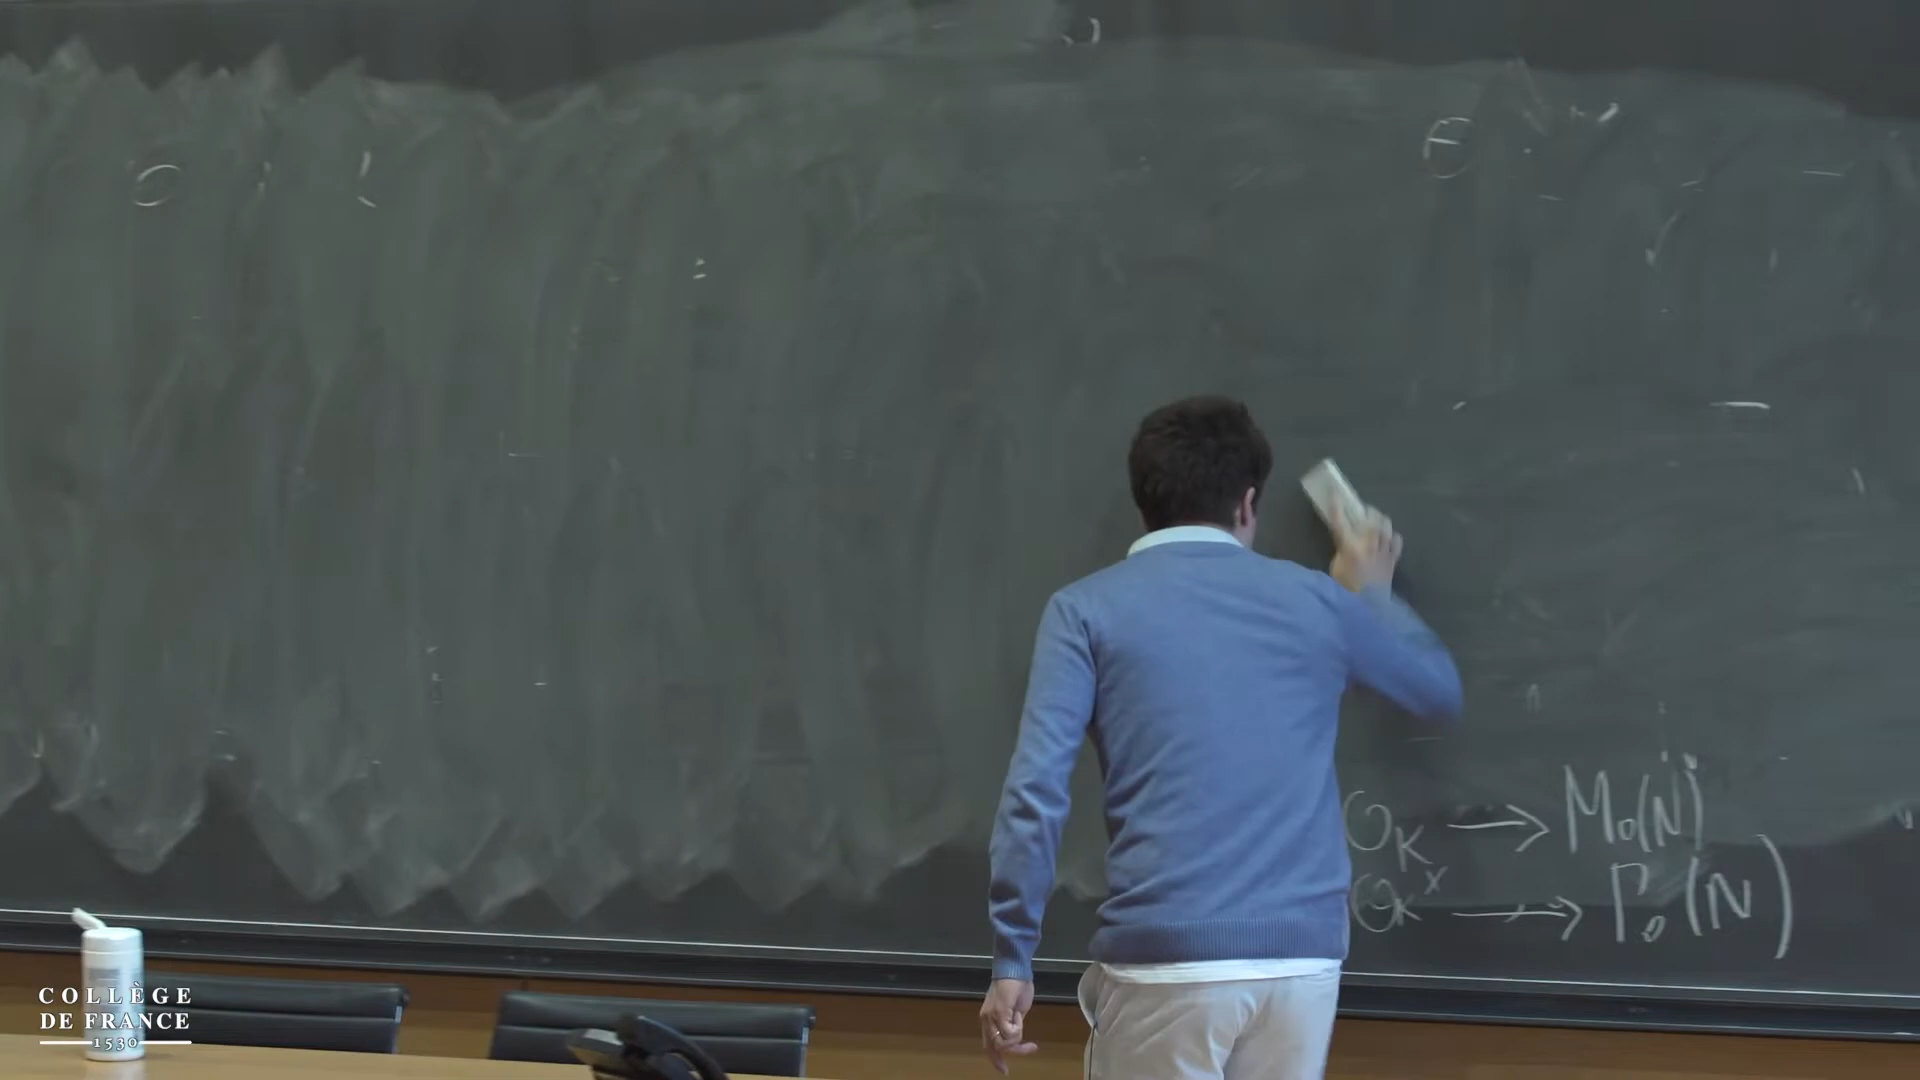 O_K → M_0(N)
O_K^× → Γ_0(N)
COLLÈGE
DE FRANCE
1530